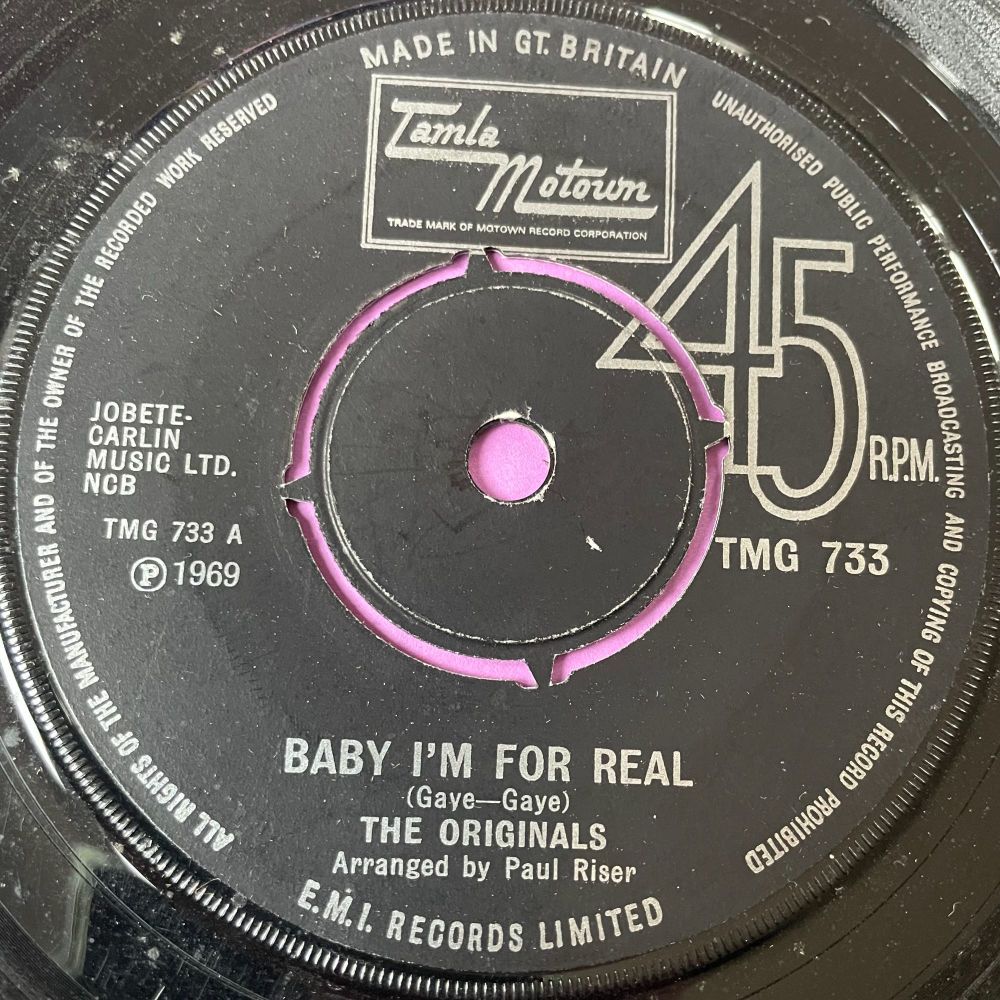 MADE IN GT. BRITAIN
Tamla
Motown
TRADE MARK OF MOTOWN RECORD CORPORATION
45
R.P.M.
TMG 733
JOBETE-
CARLIN
MUSIC LTD.
NCB
TMG 733 A
Ⓟ 1969
BABY I'M FOR REAL
(Gaye—Gaye)
THE ORIGINALS
Arranged by Paul Riser
E.M.I. RECORDS LIMITED
ALL RIGHTS OF THE MANUFACTURER AND OF THE OWNER OF THE RECORDED WORK RESERVED
UNAUTHORISED PUBLIC PERFORMANCE BROADCASTING AND COPYING OF THIS RECORD PROHIBITED